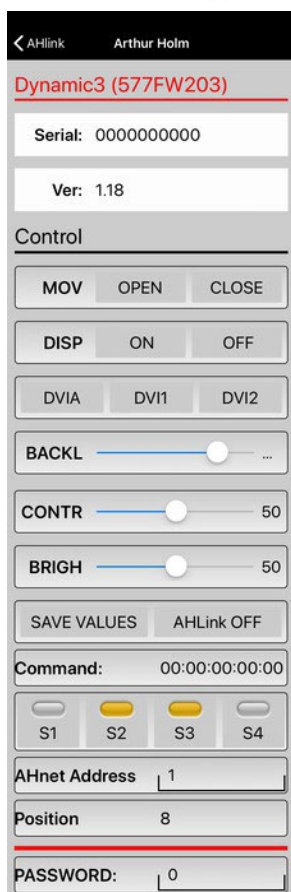 AHlink Arthur Holm
Dynamic3 (577FW203)
Serial: 0000000000
Ver: 1.18
Control
MOV OPEN CLOSE
DISP ON OFF
DVIA DVI1 DVI2
BACKL ...
CONTR 50
BRIGH 50
SAVE VALUES AHLink OFF
Command: 00:00:00:00:00
S1 S2 S3 S4
AHnet Address 1
Position 8
PASSWORD: 0